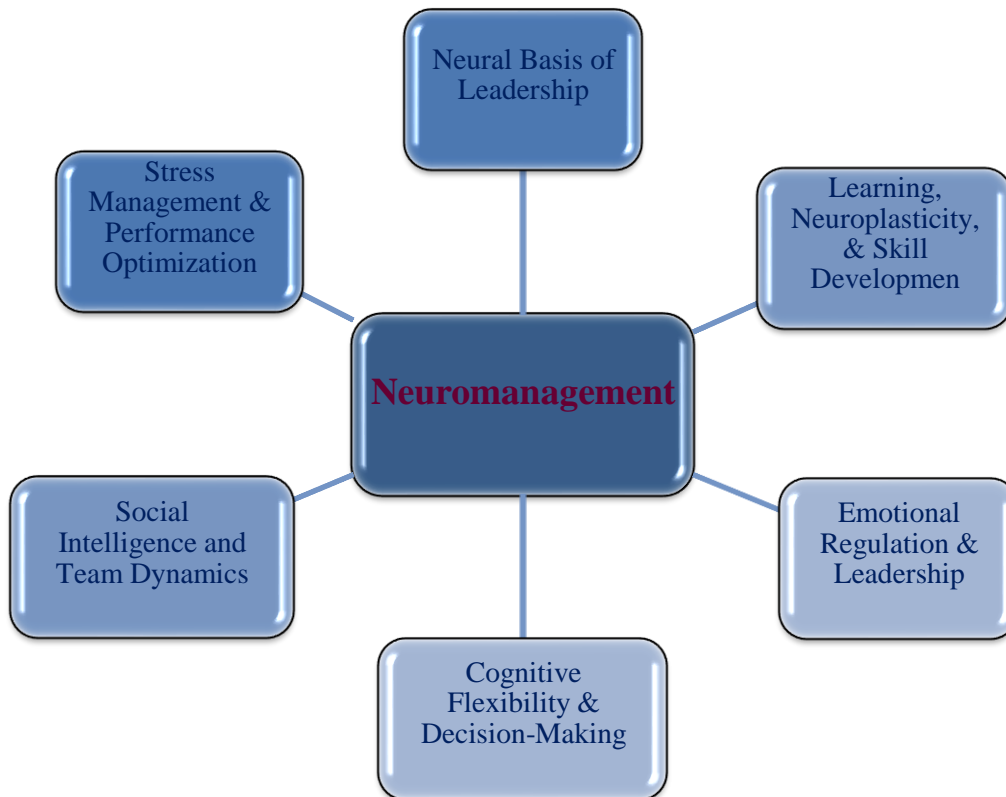 Neural Basis of
Leadership
Stress
Management &
Performance
Optimization
Learning,
Neuroplasticity,
& Skill
Developmen
Neuromanagement
Social
Intelligence and
Team Dynamics
Emotional
Regulation &
Leadership
Cognitive
Flexibility &
Decision-Making